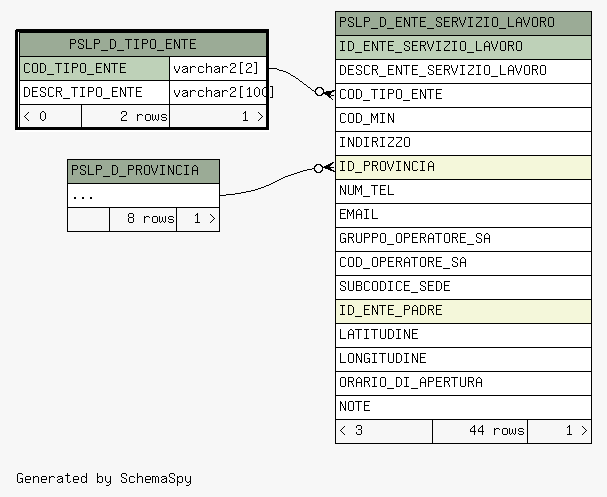 PSLP_D_TIPO_ENTE
COD_TIPO_ENTE varchar2[2]
DESCR_TIPO_ENTE varchar2[100]
< 0 2 rows 1 >
PSLP_D_PROVINCIA
...
8 rows 1 >
PSLP_D_ENTE_SERVIZIO_LAVORO
ID_ENTE_SERVIZIO_LAVORO
DESCR_ENTE_SERVIZIO_LAVORO
COD_TIPO_ENTE
COD_MIN
INDIRIZZO
ID_PROVINCIA
NUM_TEL
EMAIL
GRUPPO_OPERATORE_SA
COD_OPERATORE_SA
SUBCODICE_SEDE
ID_ENTE_PADRE
LATITUDINE
LONGITUDINE
ORARIO_DI_APERTURA
NOTE
< 3 44 rows 1 >
Generated by SchemaSpy